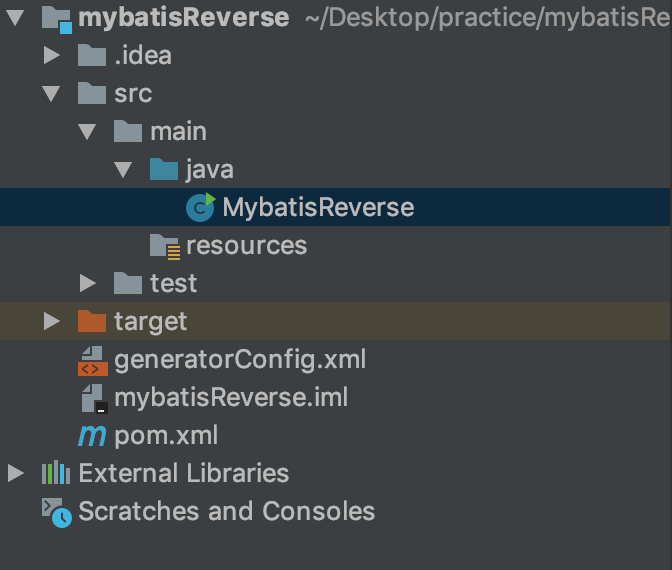 mybatisReverse ~/Desktop/practice/mybatisRe
.idea
src
main
java
MybatisReverse
resources
test
target
generatorConfig.xml
mybatisReverse.iml
pom.xml
External Libraries
Scratches and Consoles